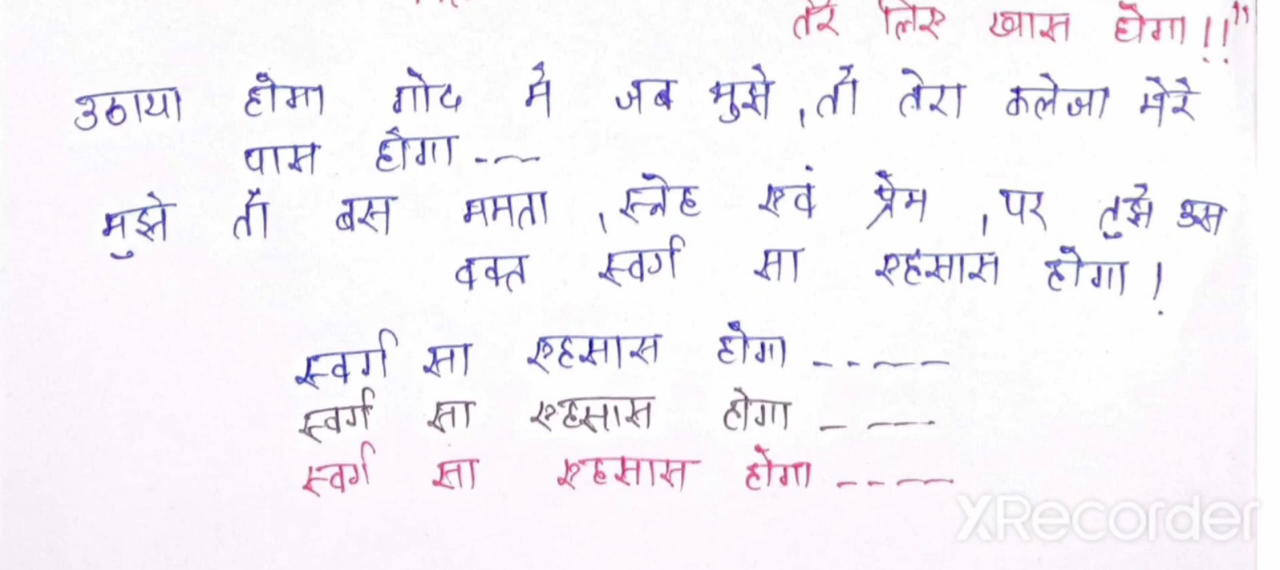 तेरे लिए खास होगा!!"
उठाया होगा गोद मे जब मुझे, तो तेरा कलेजा मेरे
पास होगा ----
मुझे तो बस ममता, स्नेह एवं प्रेम, पर तुझे उस
वक्त स्वर्ग सा एहसास होगा!
स्वर्ग सा एहसास होगा ----
स्वर्ग सा एहसास होगा ---
स्वर्ग सा एहसास होगा -----
XRecorder